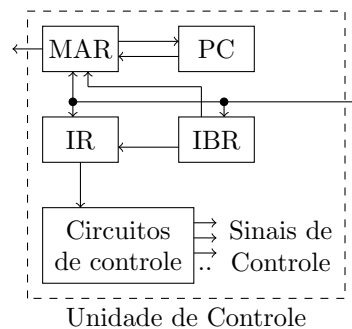 MAR PC
IR IBR
Circuitos Sinais de
de controle .. Controle
Unidade de Controle